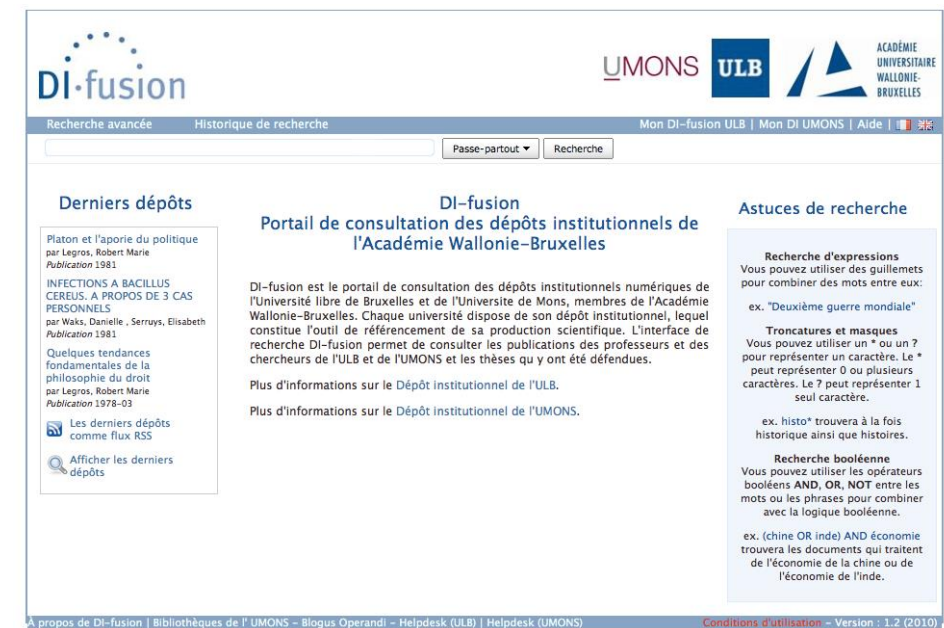 DI-fusion
UMONS
ULB
ACADÉMIE
UNIVERSITAIRE
WALLONIE-
BRUXELLES
Recherche avancée Historique de recherche Mon DI-fusion ULB | Mon DI UMONS | Aide |
Passe-partout Recherche
Derniers dépôts
Platon et l'aporie du politique
par Legros, Robert Marie
Publication 1981
INFECTIONS A BACILLUS
CEREUS. A PROPOS DE 3 CAS
PERSONNELS
par Waks, Danielle , Serruys, Elisabeth
Publication 1981
Quelques tendances
fondamentales de la
philosophie du droit
par Legros, Robert Marie
Publication 1978-03
Les derniers dépôts
comme flux RSS
Afficher les derniers
dépôts
DI-fusion
Portail de consultation des dépôts institutionnels de
l'Académie Wallonie-Bruxelles
DI-fusion est le portail de consultation des dépôts institutionnels numériques de
l'Université libre de Bruxelles et de l'Universite de Mons, membres de l'Académie
Wallonie-Bruxelles. Chaque université dispose de son dépôt institutionnel, lequel
constitue l'outil de référencement de sa production scientifique. L'interface de
recherche DI-fusion permet de consulter les publications des professeurs et des
chercheurs de l'ULB et de l'UMONS et les thèses qu y ont été défendues.
Plus d'informations sur le Dépôt institutionnel de l'ULB.
Plus d'informations sur le Dépôt institutionnel de l'UMONS.
Astuces de recherche
Recherche d'expressions
Vous pouvez utiliser des guillemets
pour combiner des mots entre eux:
ex. "Deuxième guerre mondiale"
Troncatures et masques
Vous pouvez utiliser un * ou un ?
pour représenter un caractère. Le *
peut représenter 0 ou plusieurs
caractères. Le ? peut représenter 1
seul caractère.
ex. histo* trouvera à la fois
historique ainsi que histoires.
Recherche booléenne
Vous pouvez utiliser les opérateurs
booléens AND, OR, NOT entre les
mots ou les phrases pour combiner
avec la logique booléenne.
ex. (chine OR inde) AND économie
trouvera les documents qui traitent
de l'économie de la chine ou de
l'économie de l'inde.
À propos de DI-fusion | Bibliothèques de l' UMONS - Blogus Operandi - Helpdesk (ULB) | Helpdesk (UMONS) Conditions d'utilisation - Version : 1.2 (2010)